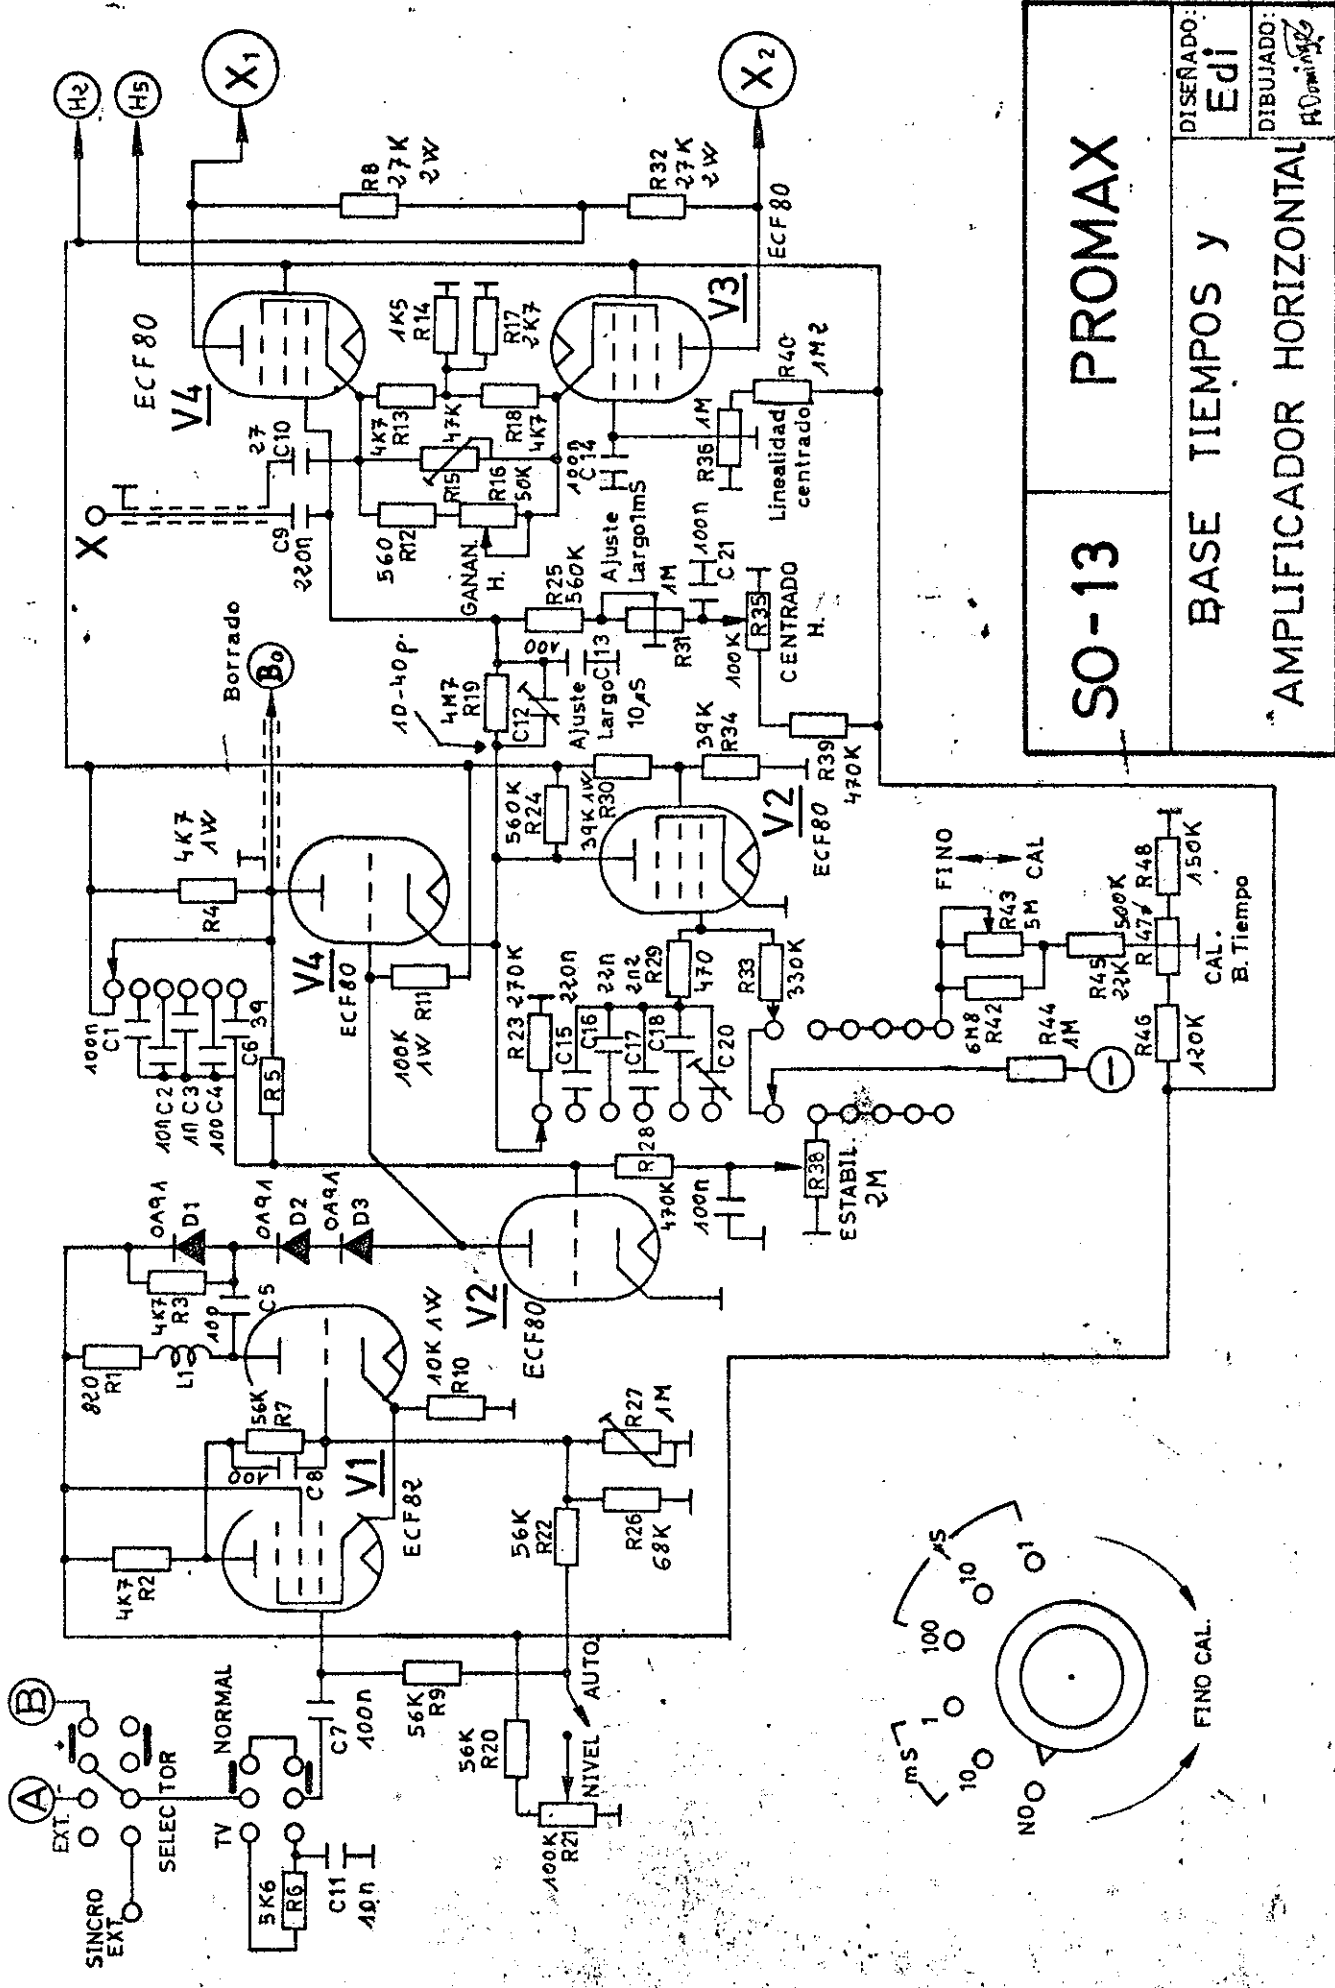 SINCRO
EXT
EXT.
A
B
SELECTOR
TV
NORMAL
5K6
R6
C11
10n
C7
100n
4K7
R2
820
R1
L1
4K7
R3
10p
C5
OA91
D1
OA91
D2
OA91
D3
56K
R7
100
C8
V1
ECF82
10K 1W
R10
56K
R9
56K
R20
100K
R21
NIVEL
AUTO.
56K
R22
R26
68K
R27
1M
V2
ECF80
100n
C1
10n C2
1n C3
100 C4
C6 39
R5
R4
4K7
1W
Borrado
Bo
V4
ECF80
100K
1W
R11
R28
470K
100n
R38
ESTABIL.
2M
R23 270K
C15 220n
C16 22n
C17 2n2
C18
C20
R29
470
R33
330K
560K
R24
39K 1W
R30
39K
R34
V2
ECF80
10-40p.
4M7
R19
C12
Ajuste
Largo
10µS
100
C13
R25
560K
Ajuste
Largo1mS
R31
1M
100n
C21
100K
R35
CENTRADO
H.
R39
470K
X
C9
220n
27
C10
560
R12
GANAN.
H.
R15
47K
R16
50K
4K7
R13
R18
4K7
1K5
R14
R17
2K7
100n
C14
V4
ECF80
V3
ECF80
R36
1M
Linealidad
centrado
R40
1M2
R8
27K
2W
R32
27K
2W
H2
H5
X1
X2
FINO
CAL
R43
5M
6M8
R42
R44
1M
R45
22K
500K
R47
R46
120K
R48
150K
CAL.
B.Tiempo
NO
mS
10
1
100
10
1
µS
FINO CAL.
SO-13
PROMAX
BASE TIEMPOS y
AMPLIFICADOR HORIZONTAL
DISEÑADO:
Edi
DIBUJADO: